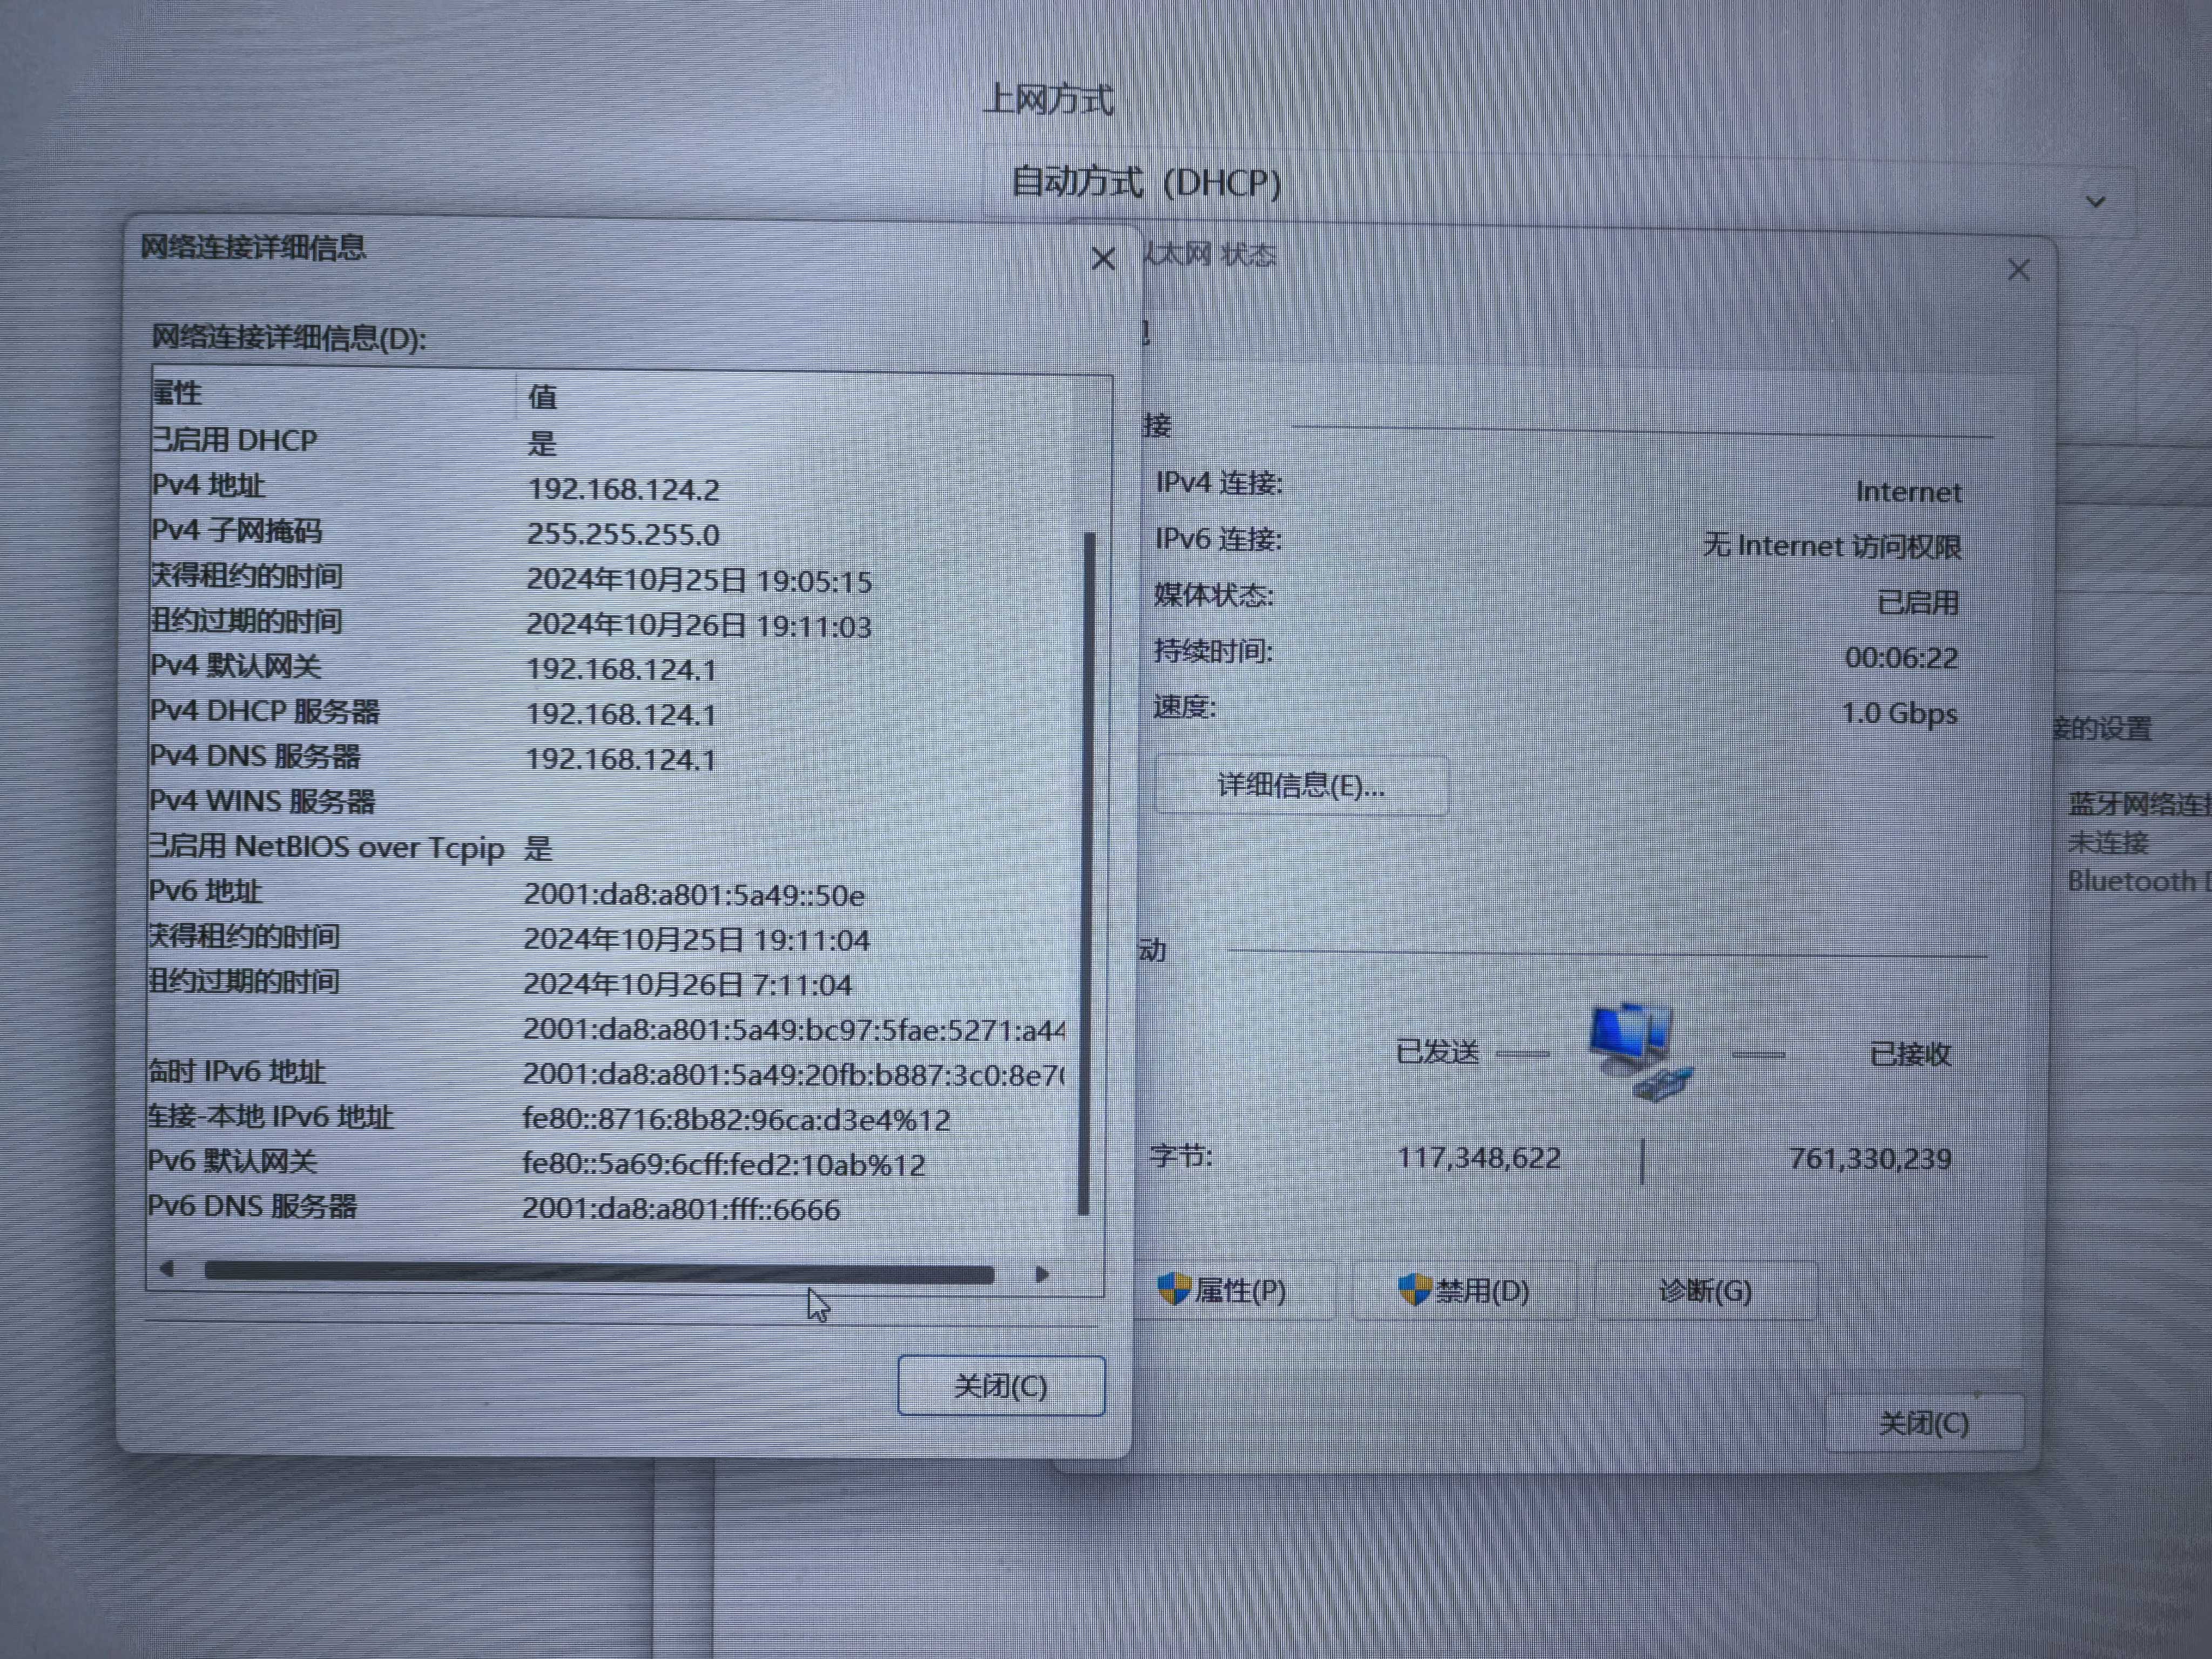 上网方式
自动方式 (DHCP)
网络连接详细信息
网络连接详细信息(D):
属性 值
已启用 DHCP 是
IPv4 地址 192.168.124.2
IPv4 子网掩码 255.255.255.0
获得租约的时间 2024年10月25日 19:05:15
租约过期的时间 2024年10月26日 19:11:03
IPv4 默认网关 192.168.124.1
IPv4 DHCP 服务器 192.168.124.1
IPv4 DNS 服务器 192.168.124.1
IPv4 WINS 服务器
已启用 NetBIOS over Tcpip 是
IPv6 地址 2001:da8:a801:5a49::50e
获得租约的时间 2024年10月25日 19:11:04
租约过期的时间 2024年10月26日 7:11:04
2001:da8:a801:5a49:bc97:5fae:5271:a44
临时 IPv6 地址 2001:da8:a801:5a49:20fb:b887:3c0:8e7
连接-本地 IPv6 地址 fe80::8716:8b82:96ca:d3e4%12
IPv6 默认网关 fe80::5a69:6cff:fed2:10ab%12
IPv6 DNS 服务器 2001:da8:a801:fff::6666
关闭(C)
以太网 状态
接
IPv4 连接: Internet
IPv6 连接: 无 Internet 访问权限
媒体状态: 已启用
持续时间: 00:06:22
速度: 1.0 Gbps
详细信息(E)...
动
已发送 已接收
字节: 117,348,622 761,330,239
属性(P) 禁用(D) 诊断(G)
关闭(C)
接的设置
蓝牙网络连接
未连接
Bluetooth